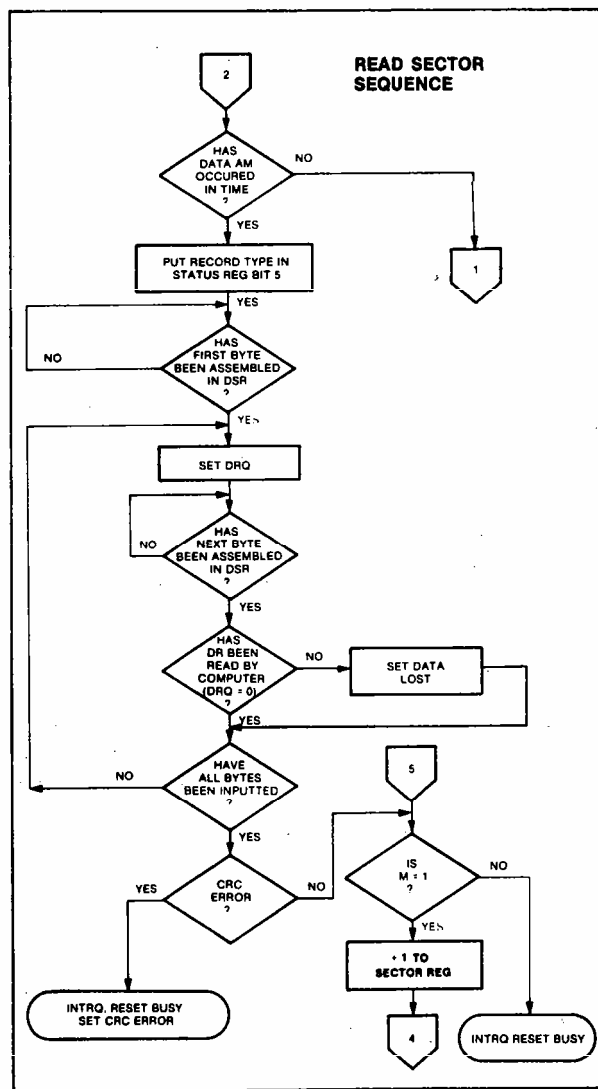 READ SECTOR
SEQUENCE
2
HAS
DATA AM
OCCURED
IN TIME
?
NO
YES
1
PUT RECORD TYPE IN
STATUS REG BIT 5
YES
HAS
FIRST BYTE
BEEN ASSEMBLED
IN DSR
?
NO
YES
SET DRQ
HAS
NEXT BYTE
BEEN ASSEMBLED
IN DSR
?
NO
YES
HAS
DR BEEN
READ BY
COMPUTER
(DRQ = 0)
?
NO
SET DATA
LOST
YES
HAVE
ALL BYTES
BEEN INPUTTED
?
NO
YES
5
CRC
ERROR
?
YES
NO
IS
M = 1
?
NO
YES
+ 1 TO
SECTOR REG
INTRQ, RESET BUSY
SET CRC ERROR
4
INTRQ RESET BUSY